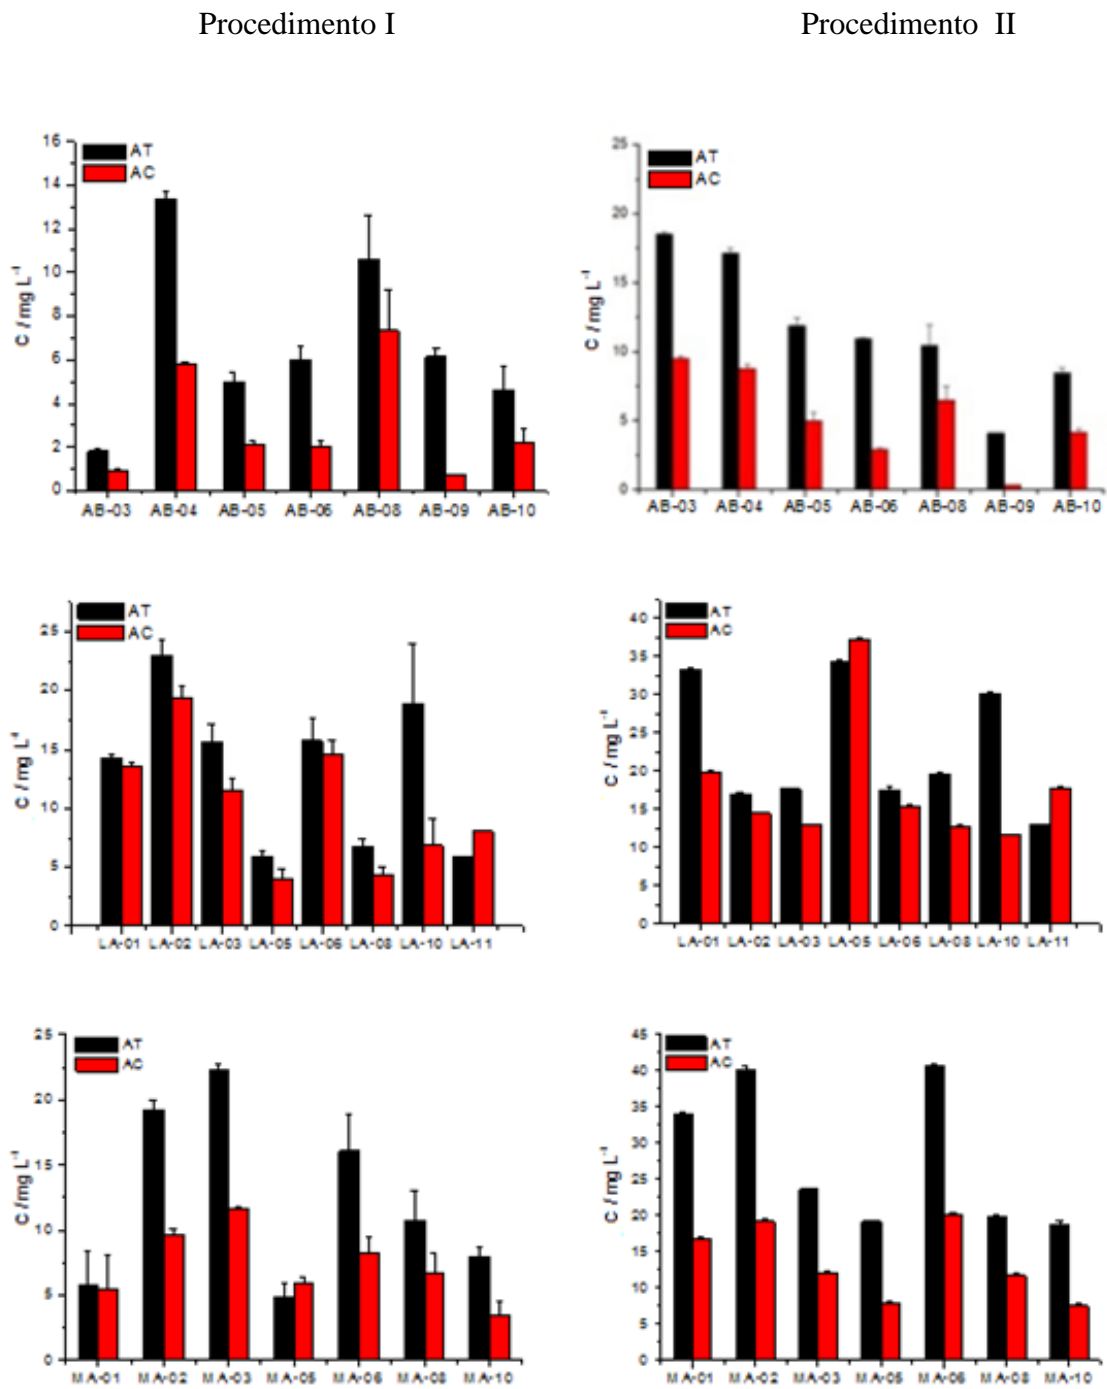 Procedimento I
Procedimento II
AT
AC
16
14
12
10
8
6
4
2
0
C / mg L⁻¹
AB-03 AB-04 AB-05 AB-06 AB-08 AB-09 AB-10
AT
AC
25
20
15
10
5
0
C / mg L⁻¹
AB-03 AB-04 AB-05 AB-06 AB-08 AB-09 AB-10
AT
AC
25
20
15
10
5
0
C / mg L⁻¹
LA-01 LA-02 LA-03 LA-05 LA-06 LA-08 LA-10 LA-11
AT
AC
40
35
30
25
20
15
10
5
0
C / mg L⁻¹
LA-01 LA-02 LA-03 LA-05 LA-06 LA-08 LA-10 LA-11
AT
AC
25
20
15
10
5
0
C / mg L⁻¹
MA-01 MA-02 MA-03 MA-05 MA-06 MA-08 MA-10
AT
AC
45
40
35
30
25
20
15
10
5
0
C / mg L⁻¹
MA-01 MA-02 MA-03 MA-05 MA-06 MA-08 MA-10